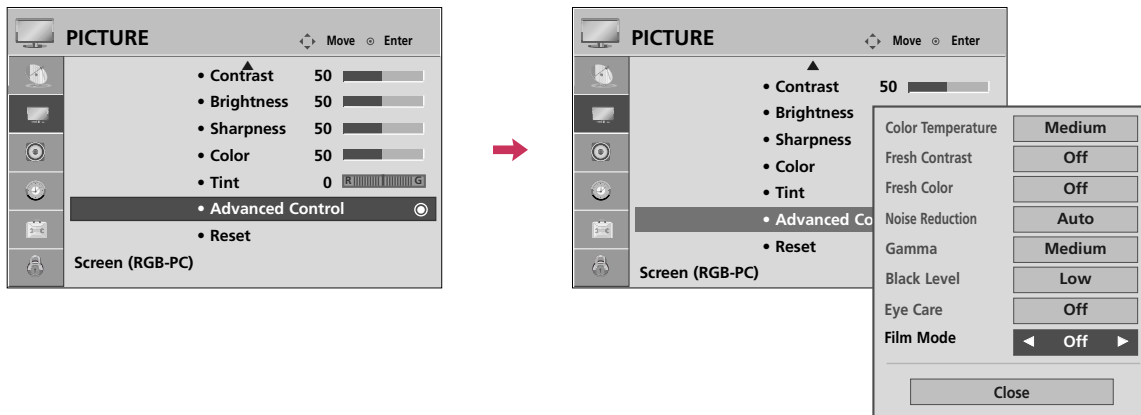 PICTURE Move Enter
• Contrast 50
• Brightness 50
• Sharpness 50
• Color 50
• Tint 0 R G
• Advanced Control
• Reset
Screen (RGB-PC)
PICTURE Move Enter
• Contrast 50
• Brightness
• Sharpness
• Color
• Tint
• Advanced Co
• Reset
Screen (RGB-PC)
Color Temperature Medium
Fresh Contrast Off
Fresh Color Off
Noise Reduction Auto
Gamma Medium
Black Level Low
Eye Care Off
Film Mode ◀ Off ▶
Close